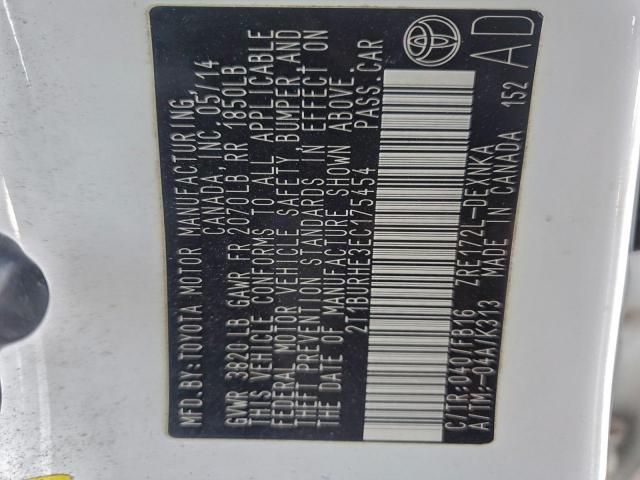 MFD.BY:TOYOTA MOTOR MANUFACTURING,
CANADA, INC. 05/14
GVWR 3820LB GAWR FR 2070LB RR 1850LB
THIS VEHICLE CONFORMS TO ALL APPLICABLE
FEDERAL MOTOR VEHICLE SAFETY,BUMPER,AND
THEFT PREVENTION STANDARDS IN EFFECT ON
THE DATE OF MANUFACTURE SHOWN ABOVE.
2T1BURHE3EC175454 PASS.CAR
C/TR:040/FB16 ZRE172L-DEXNKA
A/TM:-04A/K313 MADE IN CANADA 152
AD